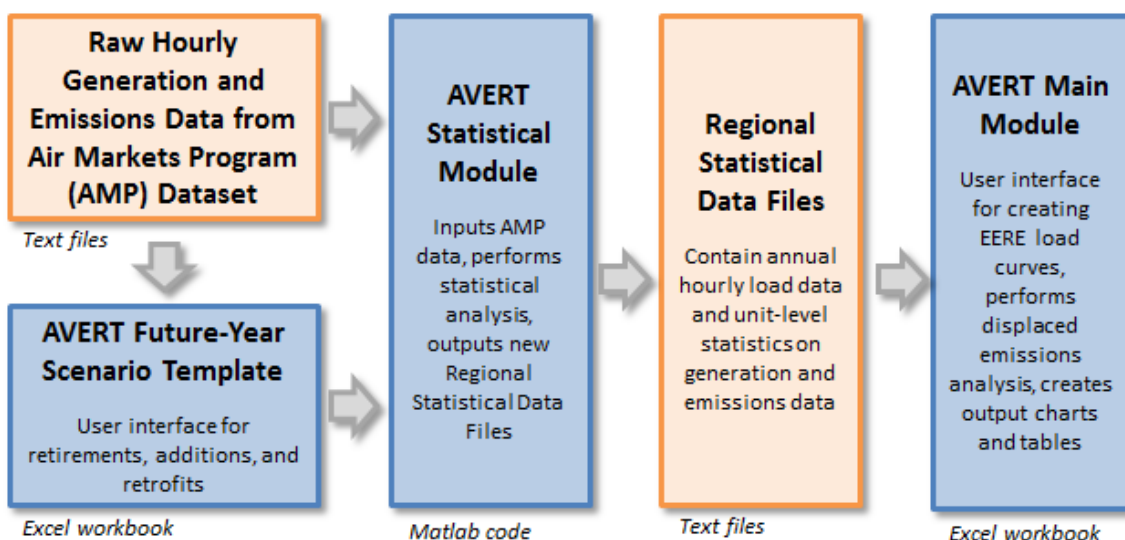 Raw Hourly
Generation and
Emissions Data from
Air Markets Program
(AMP) Dataset
Text files
AVERT Future-Year
Scenario Template
User interface for
retirements, additions, and
retrofits
Excel workbook
AVERT
Statistical
Module
Inputs AMP
data, performs
statistical
analysis,
outputs new
Regional
Statistical Data
Files
Matlab code
Regional
Statistical
Data Files
Contain annual
hourly load data
and unit-level
statistics on
generation and
emissions data
Text files
AVERT Main
Module
User interface
for creating
EERE load
curves,
performs
displaced
emissions
analysis, creates
output charts
and tables
Excel workbook